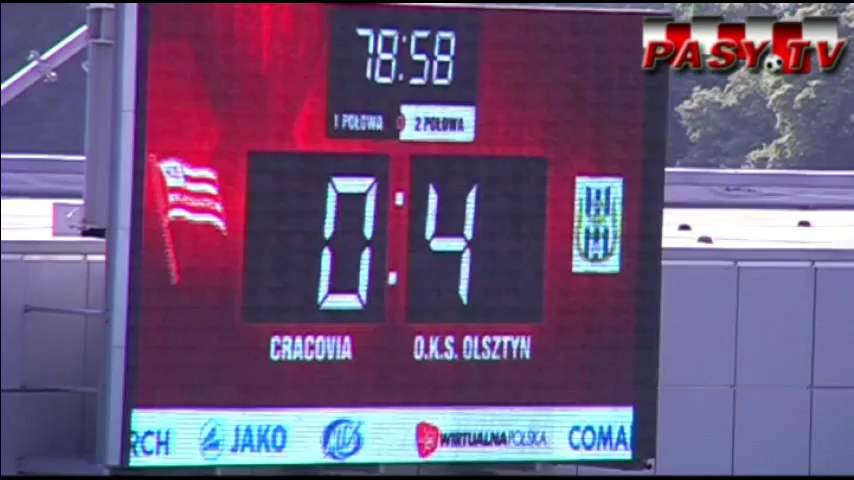 PASY.TV
78:58
1 POŁOWA 2 POŁOWA
0 : 4
CRACOVIA O.K.S. OLSZTYN
RCH JAKO WIRTUALNA POLSKA COMA